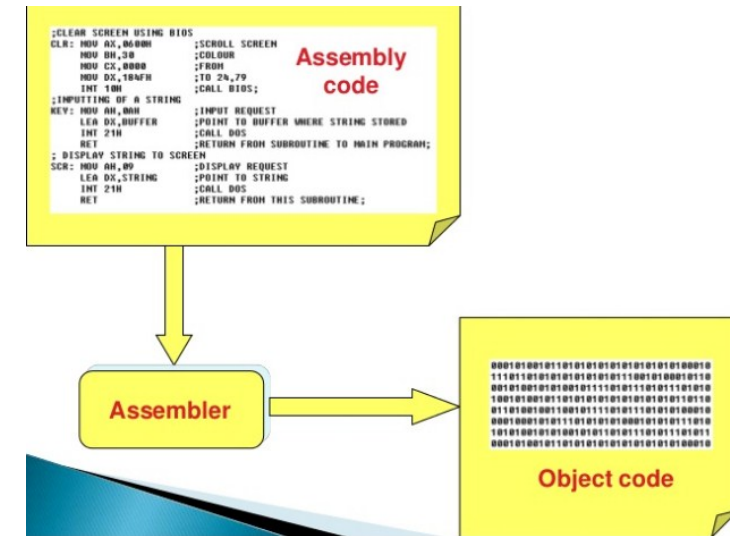 ;CLEAR SCREEN USING BIOS
CLR: MOV AX,0600H ;SCROLL SCREEN
MOV BH,30 ;COLOUR
MOV CX,0000 ;FROM
MOV DX,184FH ;TO 24,79
INT 10H ;CALL BIOS;
;INPUTTING OF A STRING
KEY: MOV AH,0AH ;INPUT REQUEST
LEA DX,BUFFER ;POINT TO BUFFER WHERE STRING STORED
INT 21H ;CALL DOS
RET ;RETURN FROM SUBROUTINE TO MAIN PROGRAM;
; DISPLAY STRING TO SCREEN
SCR: MOV AH,09 ;DISPLAY REQUEST
LEA DX,STRING ;POINT TO STRING
INT 21H ;CALL DOS
RET ;RETURN FROM THIS SUBROUTINE;
Assembly
code
Assembler
Object code